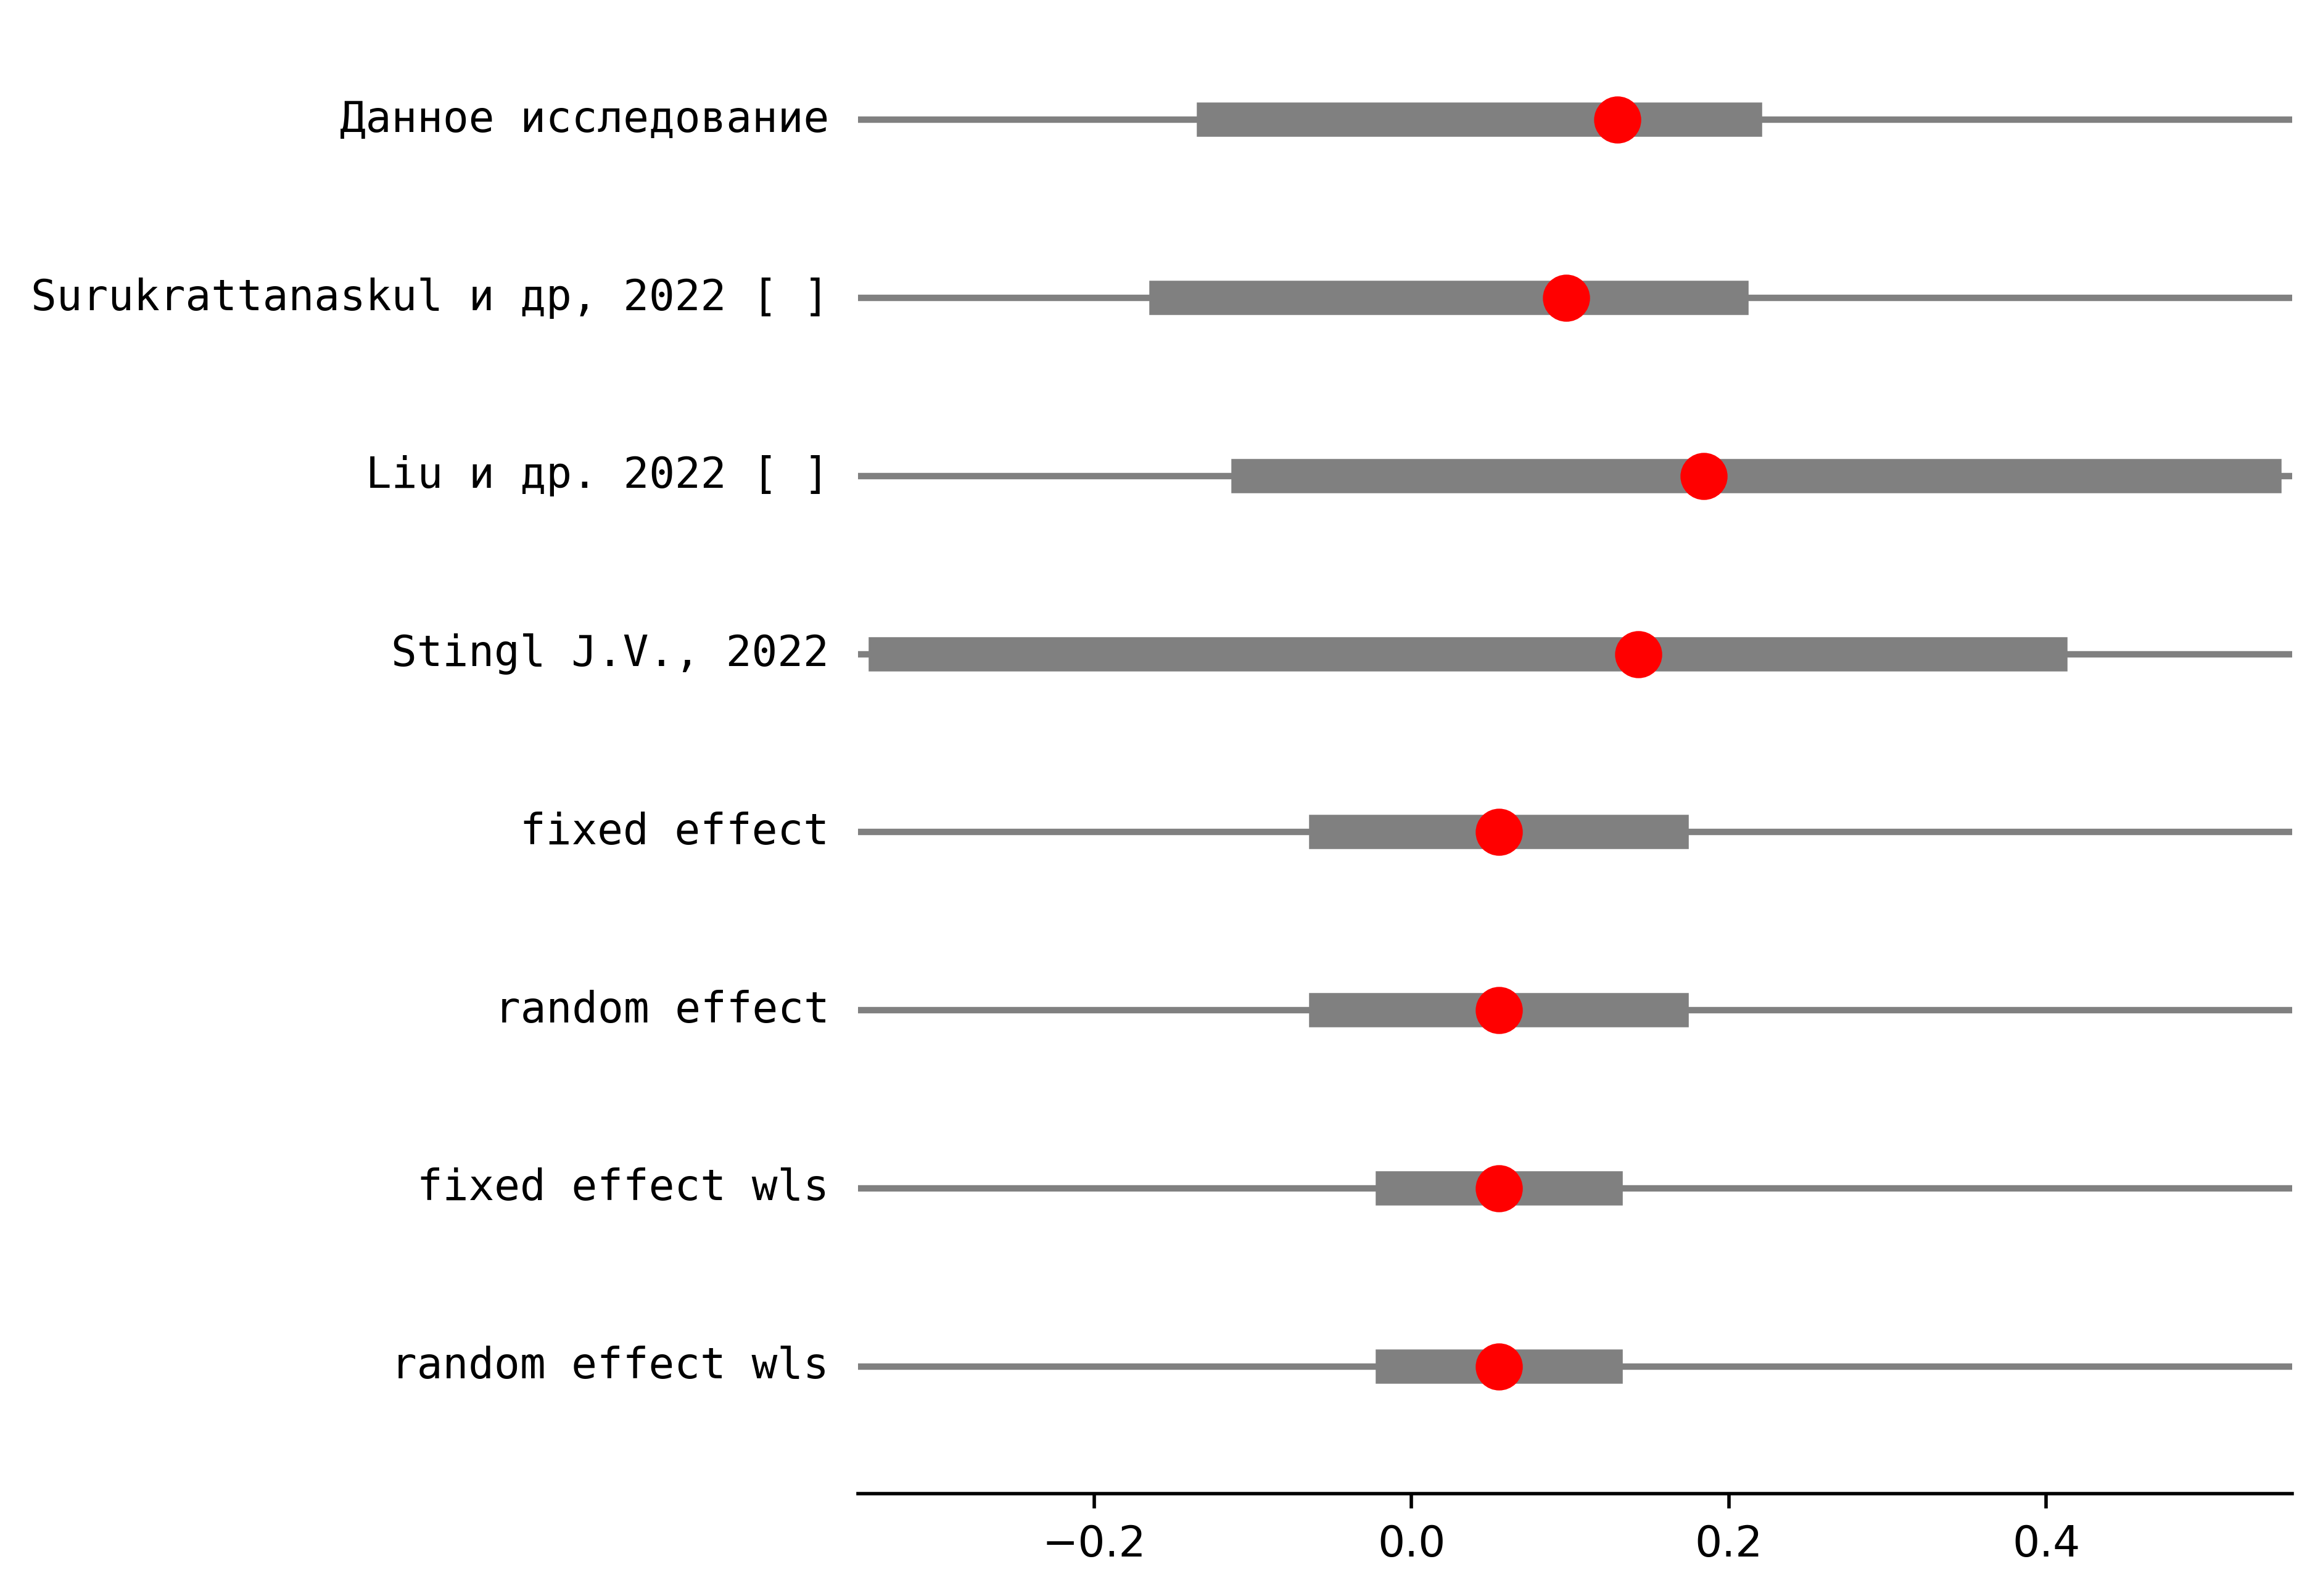 Данное исследование
Surukrattanaskul и др, 2022 [ ]
Liu и др. 2022 [ ]
Stingl J.V., 2022
fixed effect
random effect
fixed effect wls
random effect wls
−0.2 0.0 0.2 0.4